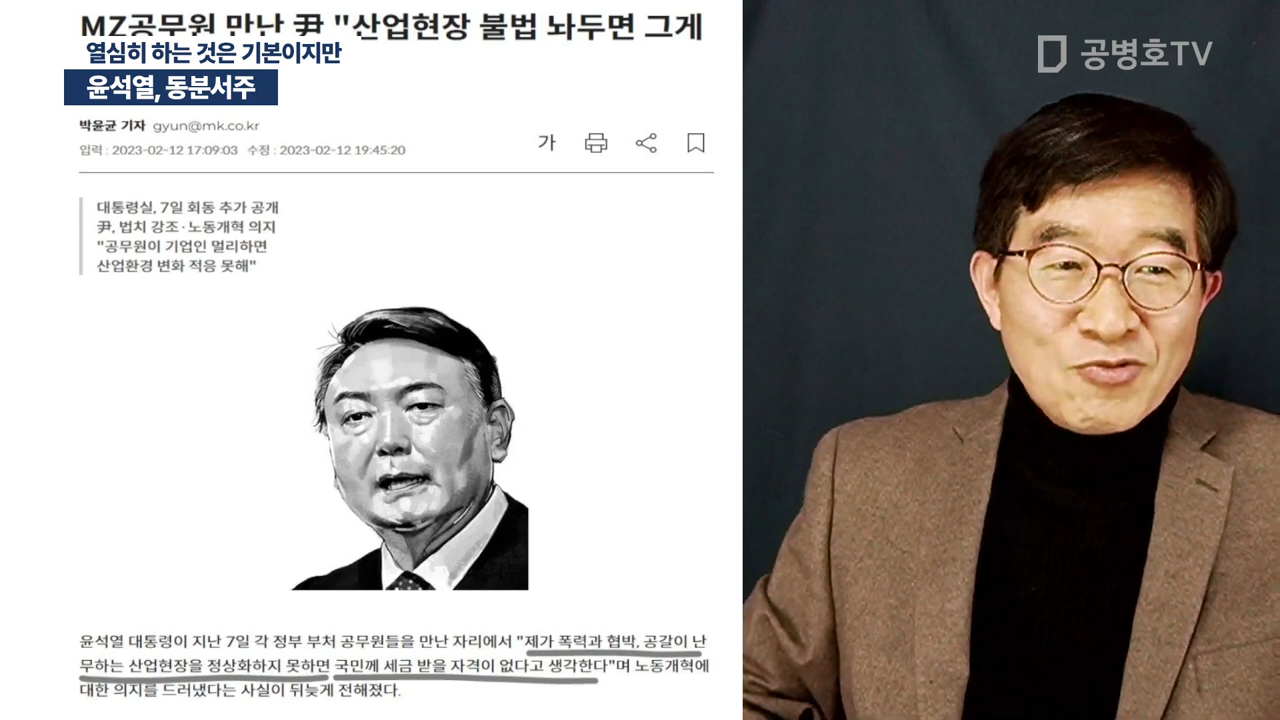 MZ공무원 만난 尹 "산업현장 불법 놔두면 그게
열심히 하는 것은 기본이지만
윤석열, 동분서주
박윤균 기자 gyun@mk.co.kr
입력 : 2023-02-12 17:09:03 수정 : 2023-02-12 19:45:20
가
대통령실, 7일 회동 추가 공개
尹, 법치 강조·노동개혁 의지
"공무원이 기업인 멀리하면
산업환경 변화 적응 못해"
윤석열 대통령이 지난 7일 각 정부 부처 공무원들을 만난 자리에서 "제가 폭력과 협박, 공갈이 난
무하는 산업현장을 정상화하지 못하면 국민께 세금 받을 자격이 없다고 생각한다"며 노동개혁에
대한 의지를 드러냈다는 사실이 뒤늦게 전해졌다.
공병호TV